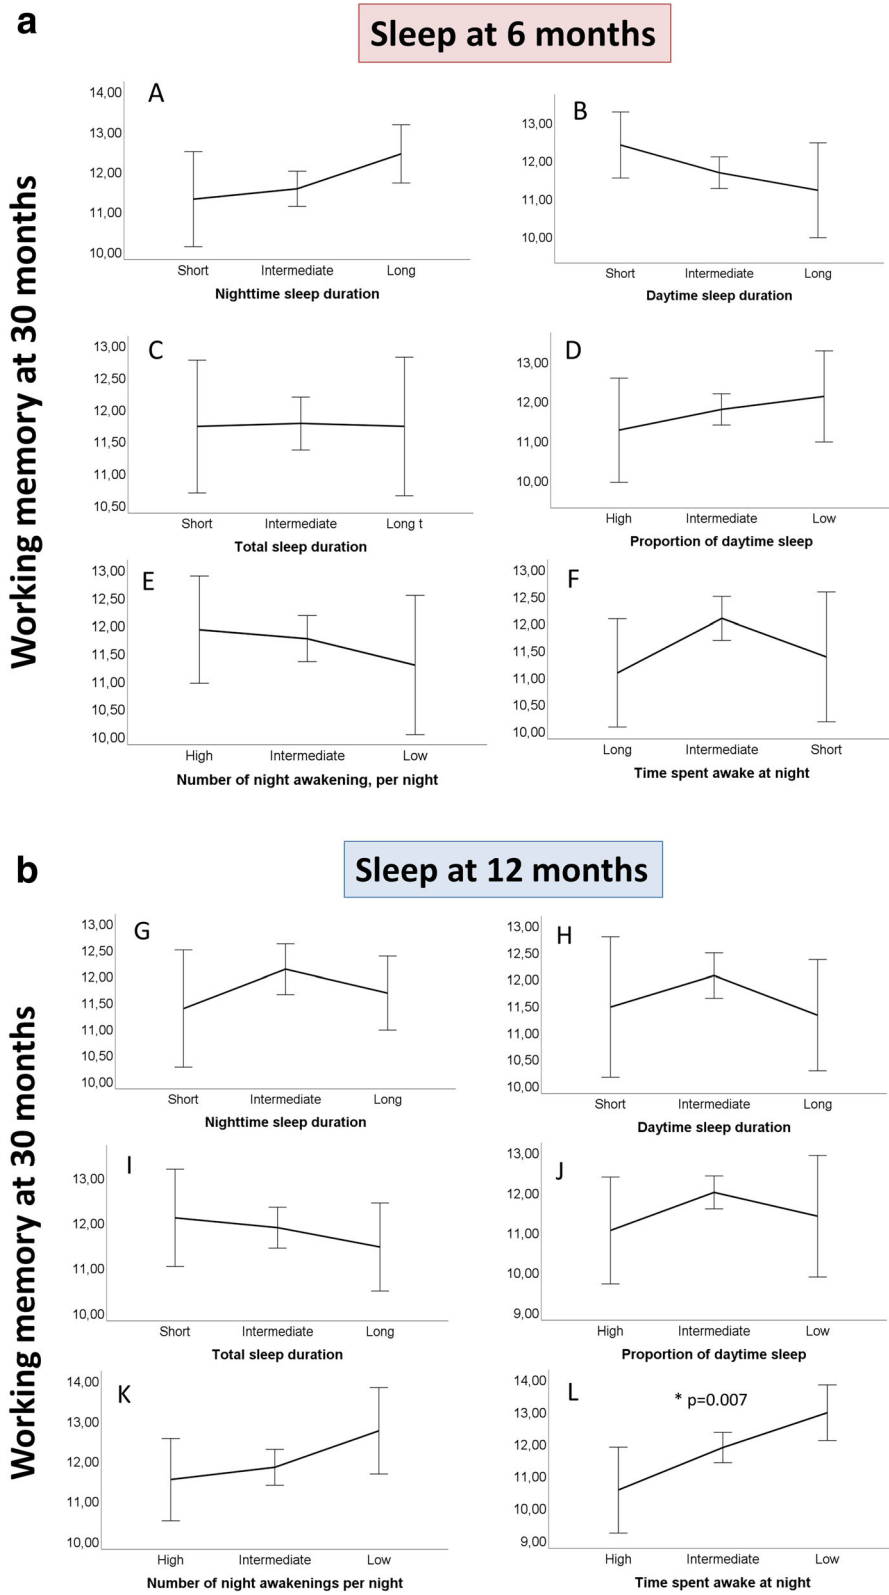 a
Sleep at 6 months
Working memory at 30 months
A
14,00
13,00
12,00
11,00
10,00
Short Intermediate Long
Nighttime sleep duration
B
13,00
12,00
11,00
10,00
Short Intermediate Long
Daytime sleep duration
C
13,00
12,50
12,00
11,50
11,00
10,50
Short Intermediate Long t
Total sleep duration
D
13,00
12,00
11,00
10,00
High Intermediate Low
Proportion of daytime sleep
E
13,00
12,50
12,00
11,50
11,00
10,50
10,00
High Intermediate Low
Number of night awakening, per night
F
13,00
12,50
12,00
11,50
11,00
10,50
10,00
Long Intermediate Short
Time spent awake at night
b
Sleep at 12 months
Working memory at 30 months
G
13,00
12,50
12,00
11,50
11,00
10,50
10,00
Short Intermediate Long
Nighttime sleep duration
H
13,00
12,50
12,00
11,50
11,00
10,50
10,00
Short Intermediate Long
Daytime sleep duration
I
13,00
12,00
11,00
10,00
Short Intermediate Long
Total sleep duration
J
13,00
12,00
11,00
10,00
9,00
High Intermediate Low
Proportion of daytime sleep
K
14,00
13,00
12,00
11,00
10,00
High Intermediate Low
Number of night awakenings per night
L
* p=0.007
14,00
13,00
12,00
11,00
10,00
9,00
High Intermediate Low
Time spent awake at night